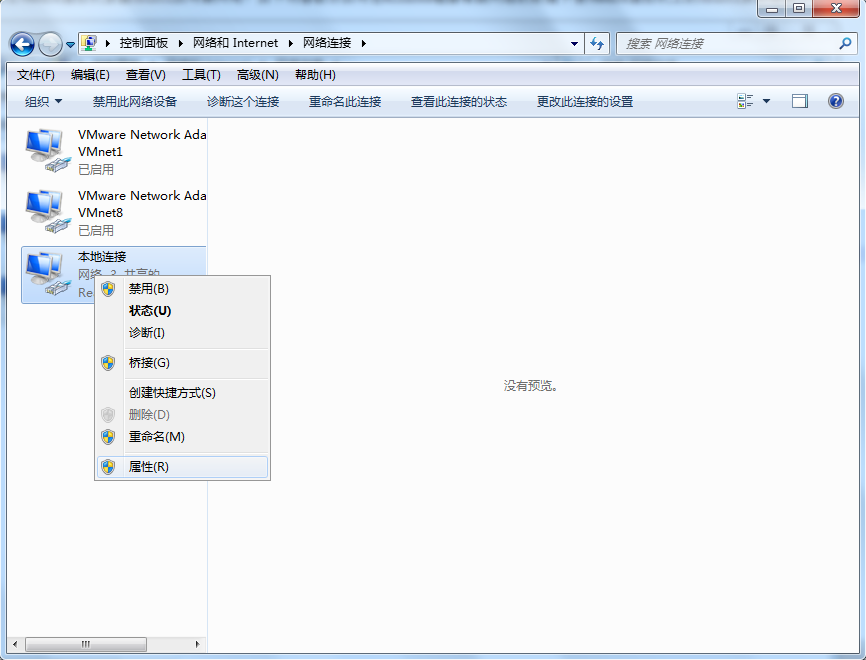 控制面板 网络和 Internet 网络连接
搜索 网络连接
文件(F) 编辑(E) 查看(V) 工具(T) 高级(N) 帮助(H)
组织 禁用此网络设备 诊断这个连接 重命名此连接 查看此连接的状态 更改此连接的设置
VMware Network Ada
VMnet1
已启用
VMware Network Ada
VMnet8
已启用
本地连接
网络 3, 共享的
Re
禁用(B)
状态(U)
诊断(I)
桥接(G)
创建快捷方式(S)
删除(D)
重命名(M)
属性(R)
没有预览。